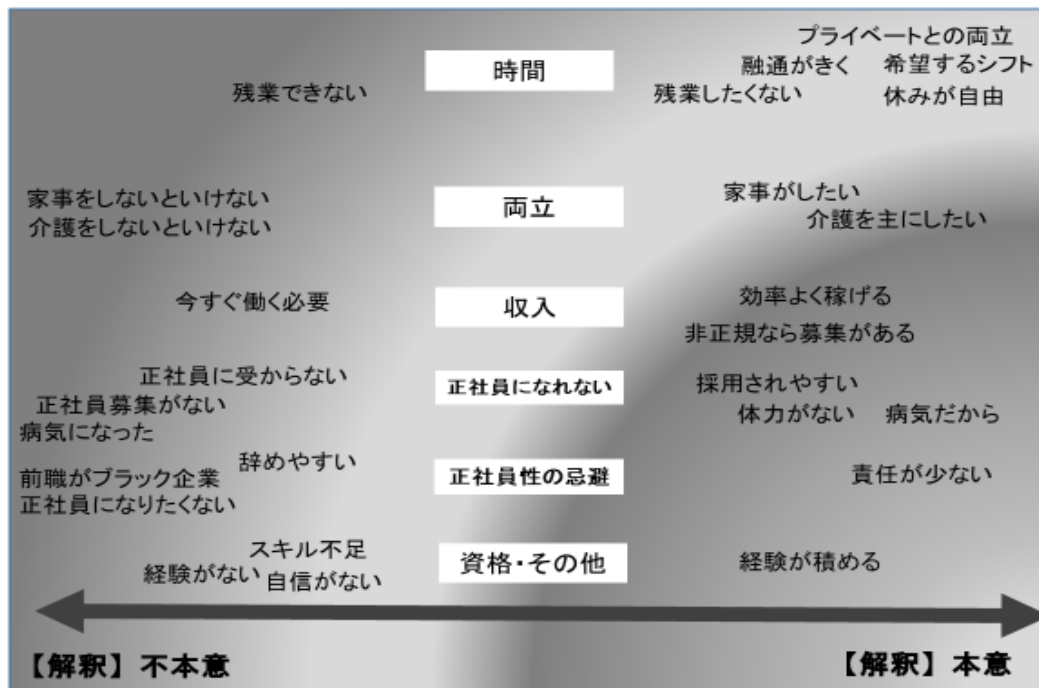 プライベートとの両立
時間
融通がきく 希望するシフト
残業できない
残業したくない 休みが自由
家事をしないといけない
両立
家事がしたい
介護をしないといけない
介護を主にしたい
今すぐ働く必要
収入
効率よく稼げる
非正規なら募集がある
正社員に受からない
正社員になれない
採用されやすい
正社員募集がない
体力がない 病気だから
病気になった
辞めやすい
前職がブラック企業
正社員性の忌避
責任が少ない
正社員になりたくない
スキル不足
経験がない 自信がない
資格・その他
経験が積める
【解釈】不本意
【解釈】本意